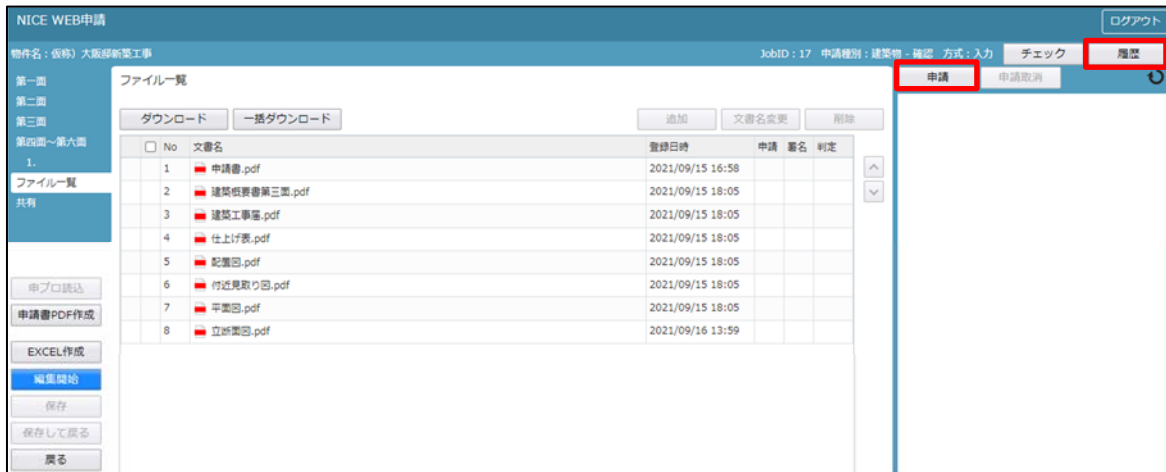 NICE WEB申請
ログアウト
物件名：仮称）大阪邸新築工事
JobID：17 申請種別：建築物 - 確認 方式：入力
チェック
履歴
第一面
第二面
第三面
第四面～第六面
1.
ファイル一覧
共有
申プロ読込
申請書PDF作成
EXCEL作成
編集開始
保存
保存して戻る
戻る
ファイル一覧
ダウンロード 一括ダウンロード 追加 文書名変更 削除
No 文書名 登録日時 申請 署名 判定
1 申請書.pdf 2021/09/15 16:58
2 建築概要書第三面.pdf 2021/09/15 18:05
3 建築工事届.pdf 2021/09/15 18:05
4 仕上げ表.pdf 2021/09/15 18:05
5 配置図.pdf 2021/09/15 18:05
6 付近見取り図.pdf 2021/09/15 18:05
7 平面図.pdf 2021/09/15 18:05
8 立断面図.pdf 2021/09/16 13:59
申請 申請取消